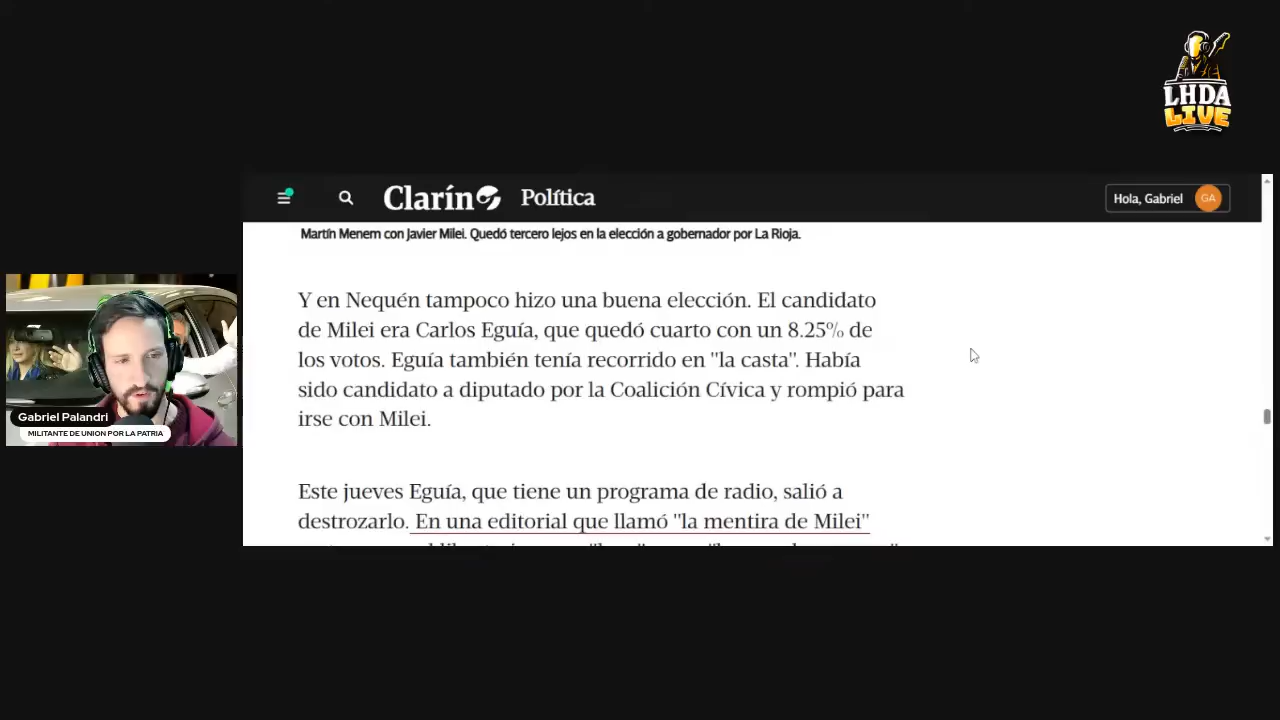 LHDA
LIVE
Clarín
Política
Hola, Gabriel
GA
Martín Menem con Javier Milei. Quedó tercero lejos en la elección a gobernador por La Rioja.
Y en Nequén tampoco hizo una buena elección. El candidato
de Milei era Carlos Eguía, que quedó cuarto con un 8.25% de
los votos. Eguía también tenía recorrido en "la casta". Había
sido candidato a diputado por la Coalición Cívica y rompió para
irse con Milei.
Este jueves Eguía, que tiene un programa de radio, salió a
destrozarlo. En una editorial que llamó "la mentira de Milei"
Gabriel Palandri
MILITANTE DE UNION POR LA PATRIA